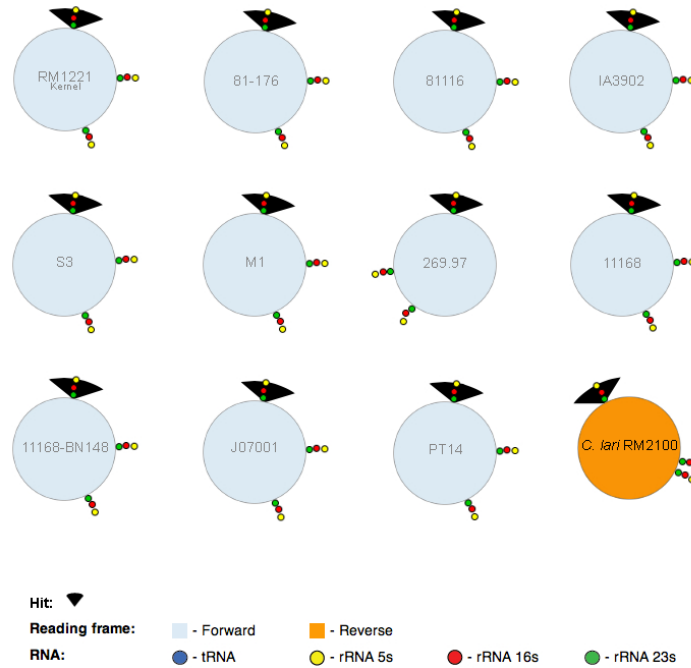 RM1221
Kernel
81-176
81116
IA3902
S3
M1
269.97
11168
11168-BN148
J07001
PT14
C. lari RM2100
Hit:
Reading frame:
- Forward
- Reverse
RNA:
- tRNA
- rRNA 5s
- rRNA 16s
- rRNA 23s